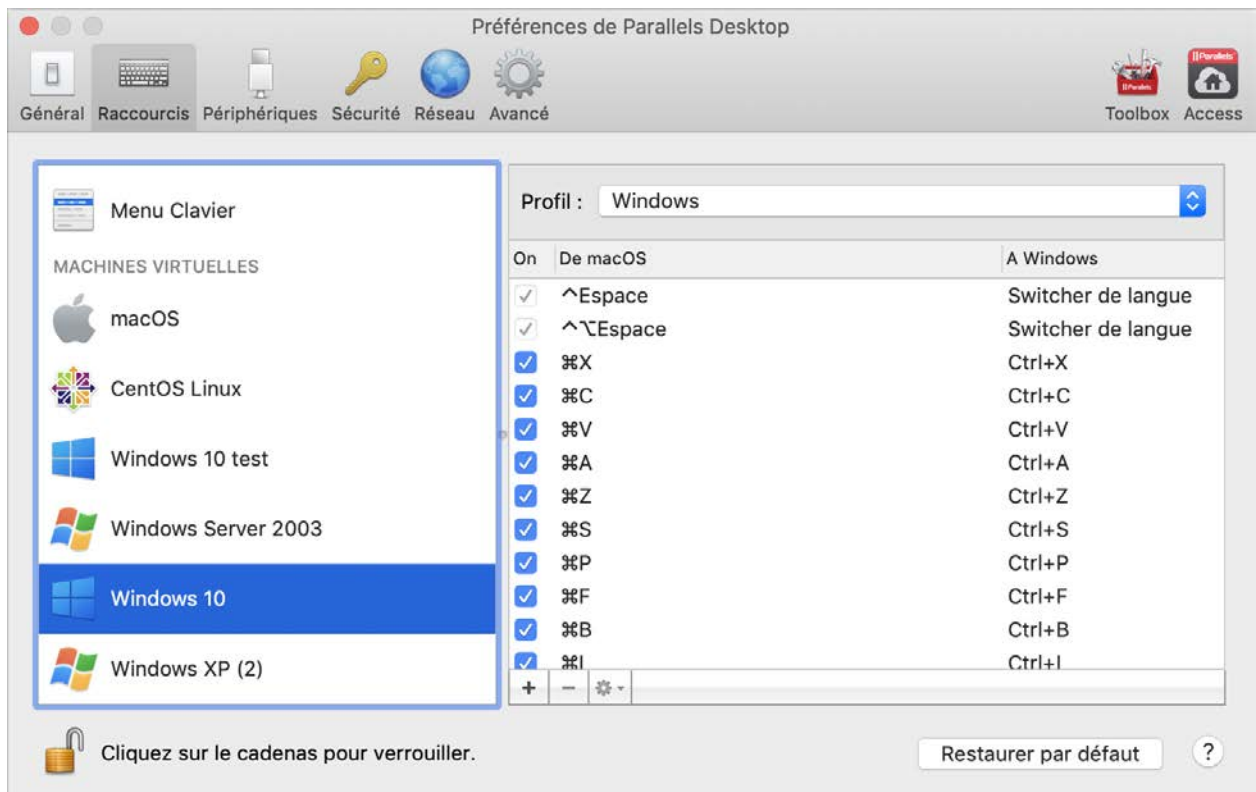 Préférences de Parallels Desktop
Général Raccourcis Périphériques Sécurité Réseau Avancé Toolbox Access
Menu Clavier
MACHINES VIRTUELLES
macOS
CentOS Linux
Windows 10 test
Windows Server 2003
Windows 10
Windows XP (2)
Profil : Windows
On De macOS A Windows
^Espace Switcher de langue
^⌥Espace Switcher de langue
⌘X Ctrl+X
⌘C Ctrl+C
⌘V Ctrl+V
⌘A Ctrl+A
⌘Z Ctrl+Z
⌘S Ctrl+S
⌘P Ctrl+P
⌘F Ctrl+F
⌘B Ctrl+B
⌘I Ctrl+I
Cliquez sur le cadenas pour verrouiller.
Restaurer par défaut ?